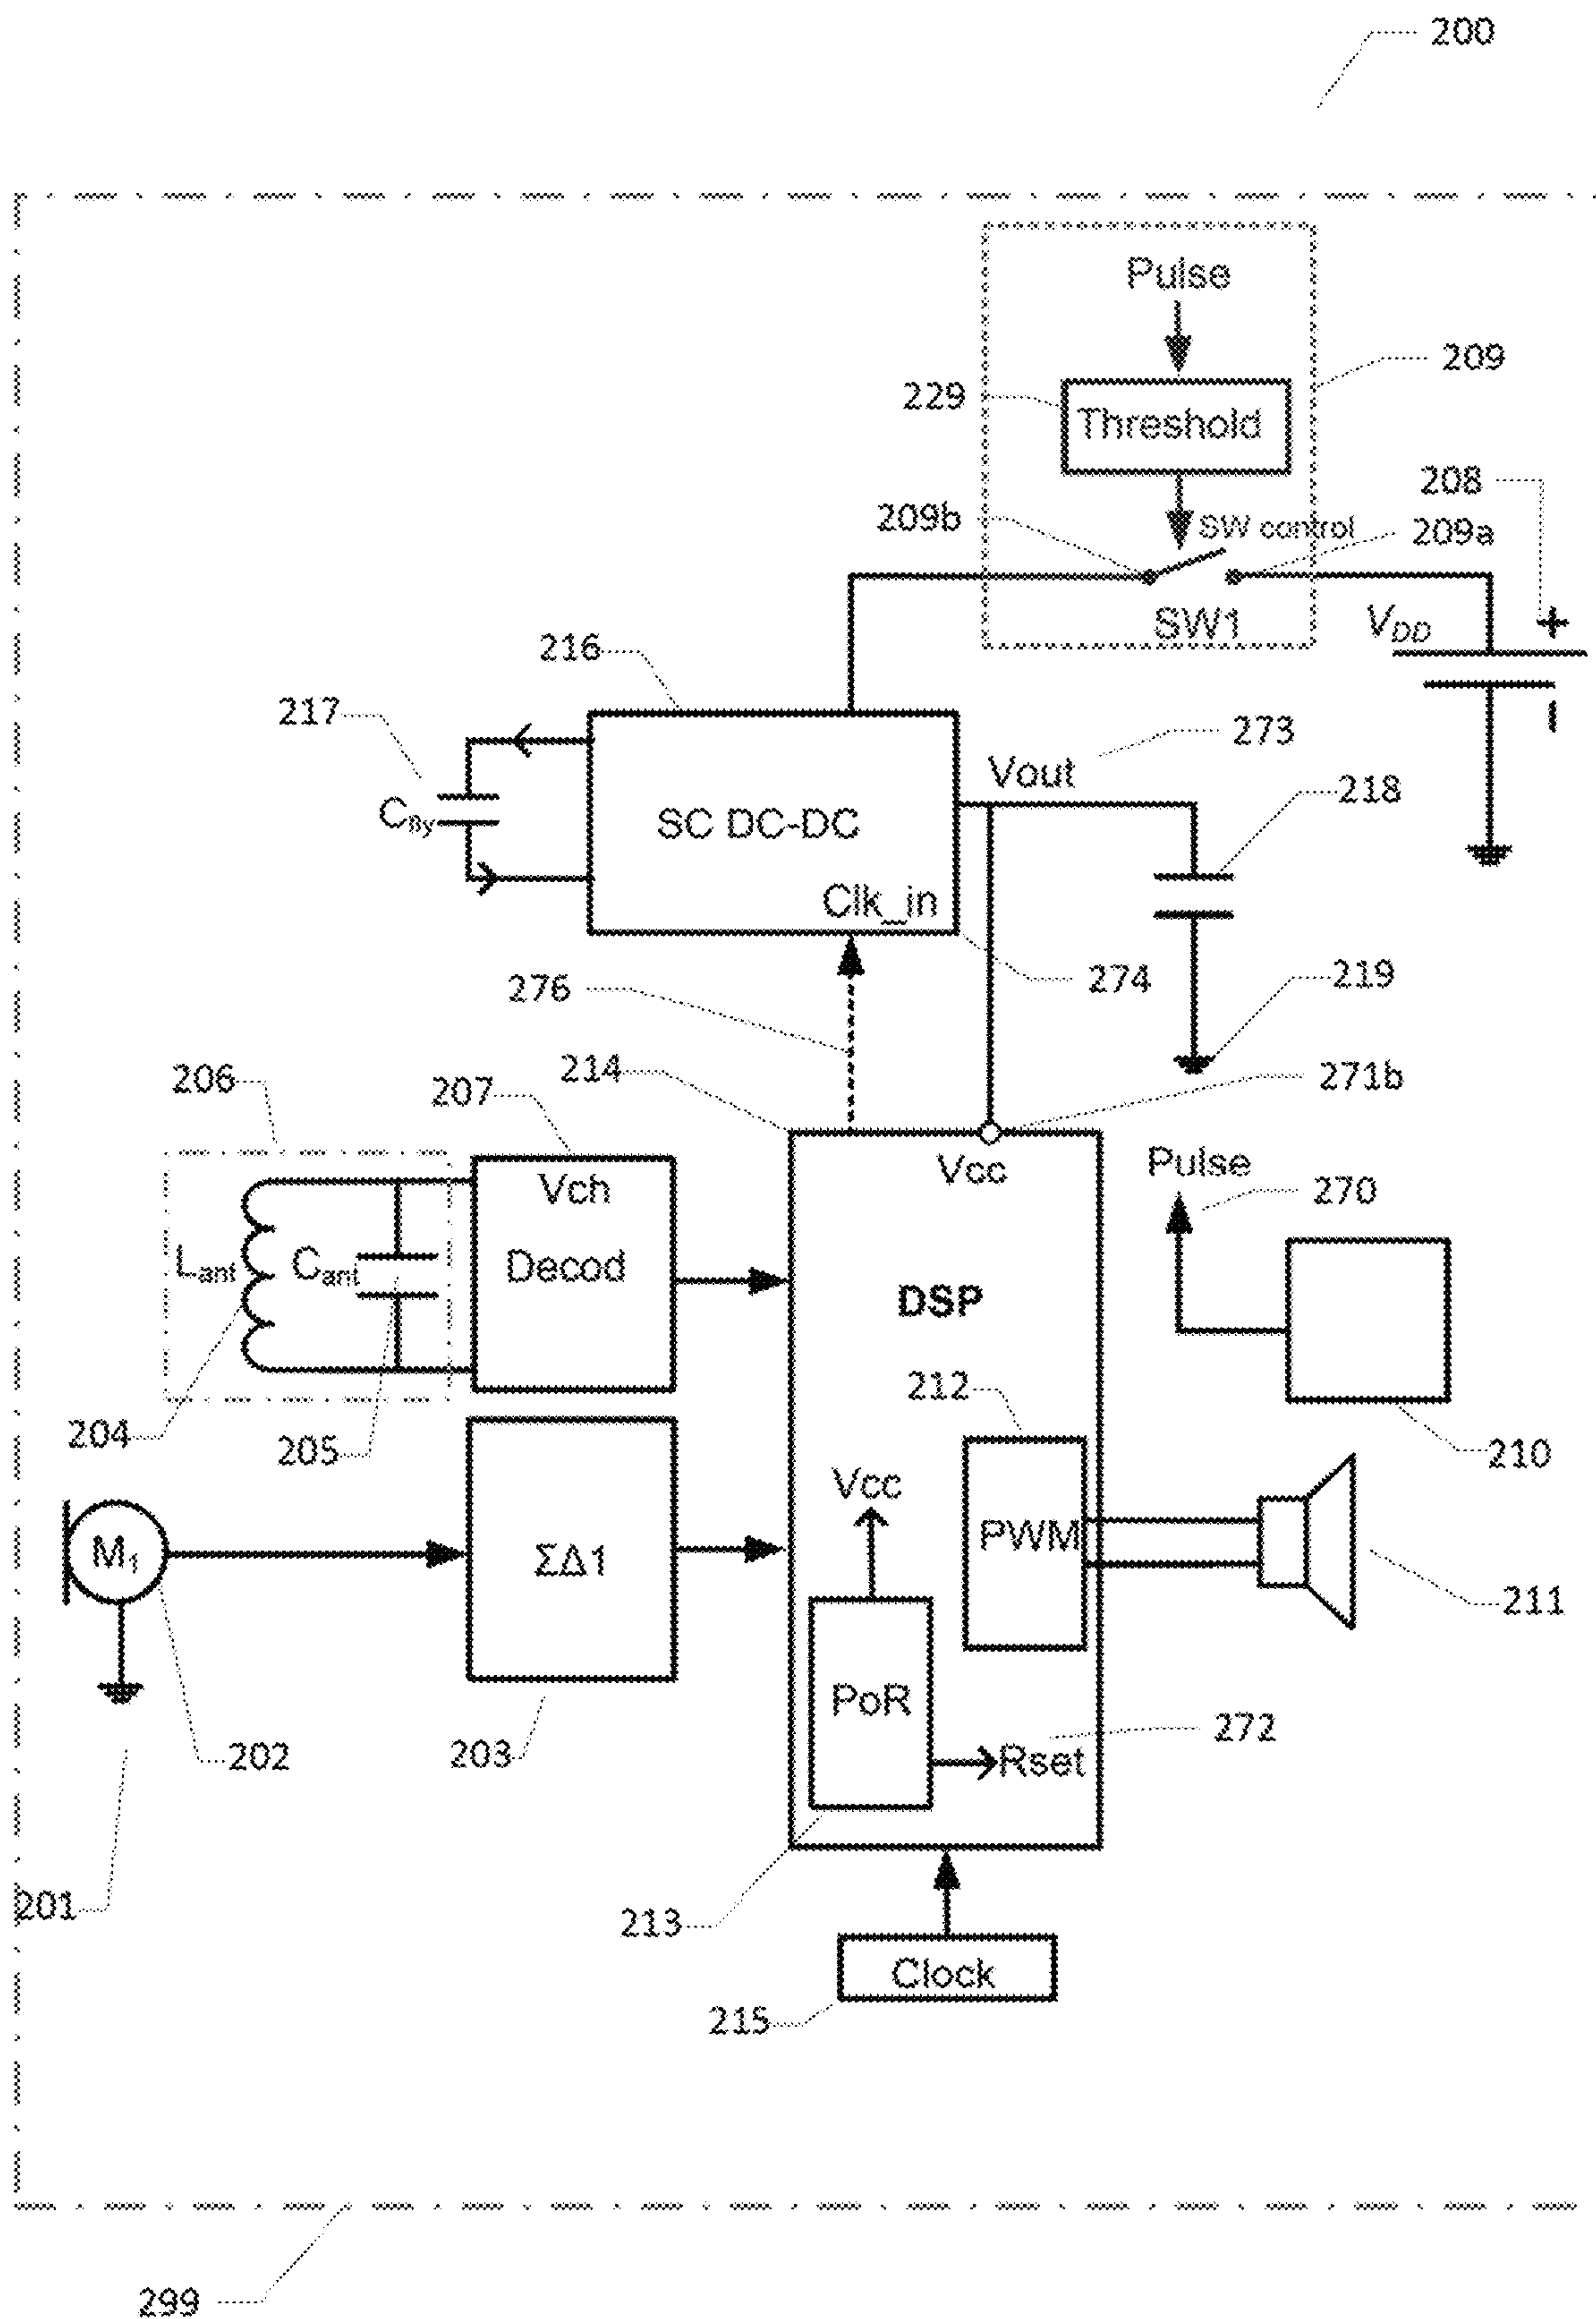 200
Pulse
209
229
Threshold
208
209b
SW control
209a
SW1
V_DD
+
-
216
217
273
Vout
218
C_By
SC DC-DC
Clk_in
276
274
219
206
207
214
271b
Vch
Vcc
Pulse
270
L_ant
C_ant
Decod
DSP
212
204
205
210
Vcc
M_1
ΣΔ1
PWM
211
PoR
272
Rset
203
202
201
213
Clock
215
299